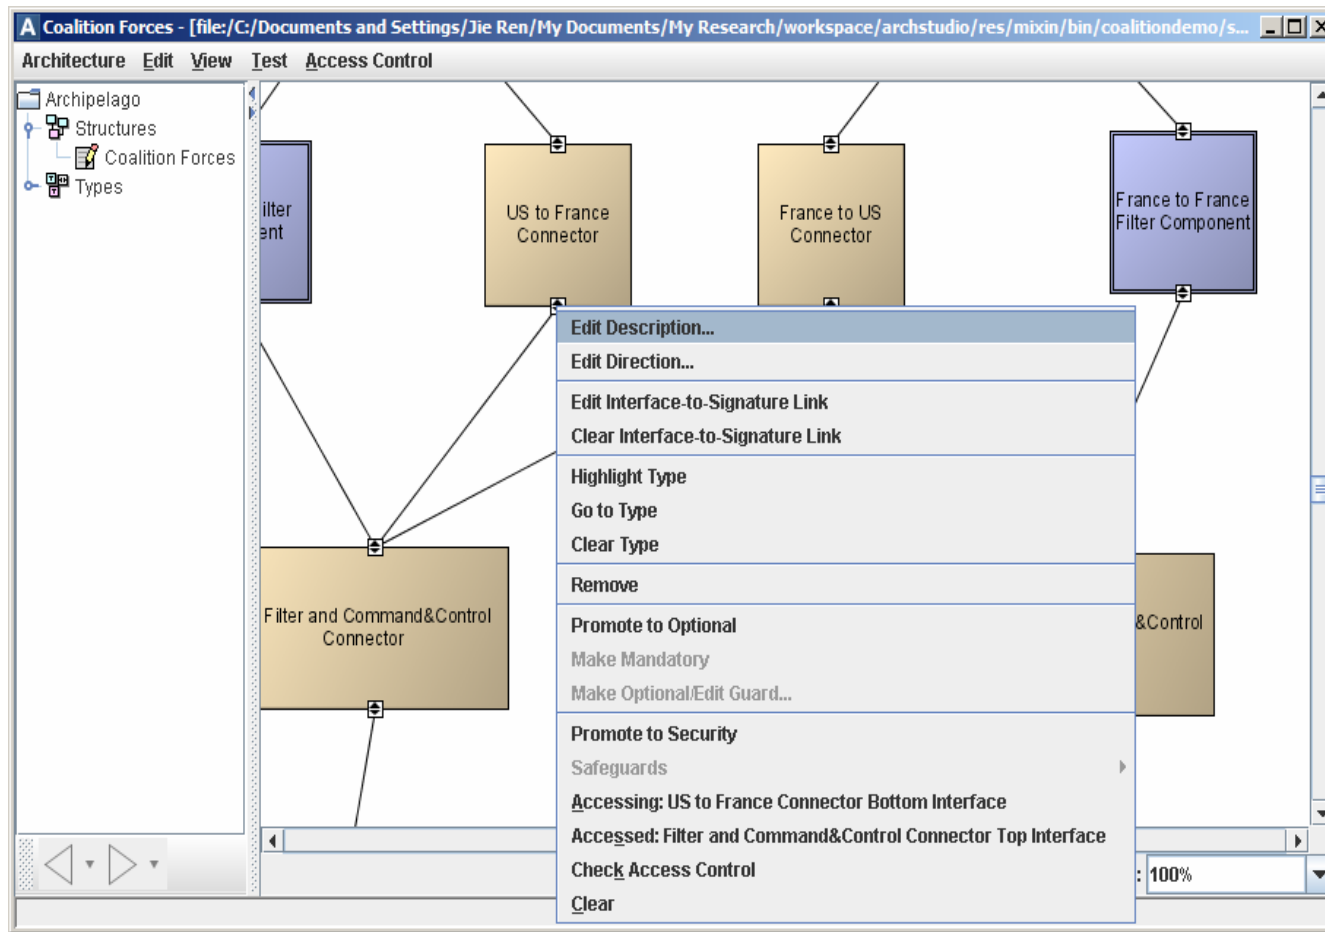 A Coalition Forces - [file:/C:/Documents and Settings/Jie Ren/My Documents/My Research/workspace/archstudio/res/mixin/bin/coalitiondemo/s...
Architecture Edit View Test Access Control
Archipelago
Structures
Coalition Forces
Types
ilter
ent
US to France
Connector
France to US
Connector
France to France
Filter Component
Edit Description...
Edit Direction...
Edit Interface-to-Signature Link
Clear Interface-to-Signature Link
Highlight Type
Go to Type
Clear Type
Remove
Promote to Optional
Make Mandatory
Make Optional/Edit Guard...
Promote to Security
Safeguards
Accessing: US to France Connector Bottom Interface
Accessed: Filter and Command&Control Connector Top Interface
Check Access Control
Clear
Filter and Command&Control
Connector
&Control
: 100%